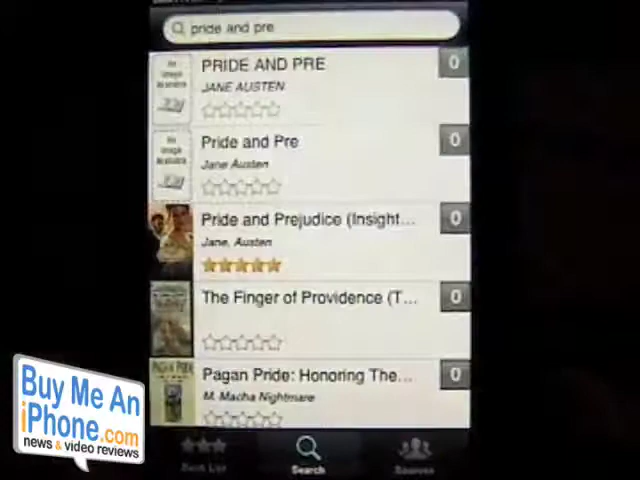 pride and pre
PRIDE AND PRE
0
JANE AUSTEN
Pride and Pre
0
Jane Austen
Pride and Prejudice (Insight...
0
Jane, Austen
The Finger of Providence (T...
0
Pagan Pride: Honoring The...
0
M. Macha Nightmare
Search
Sources
Buy Me An
iPhone.com
news & video reviews